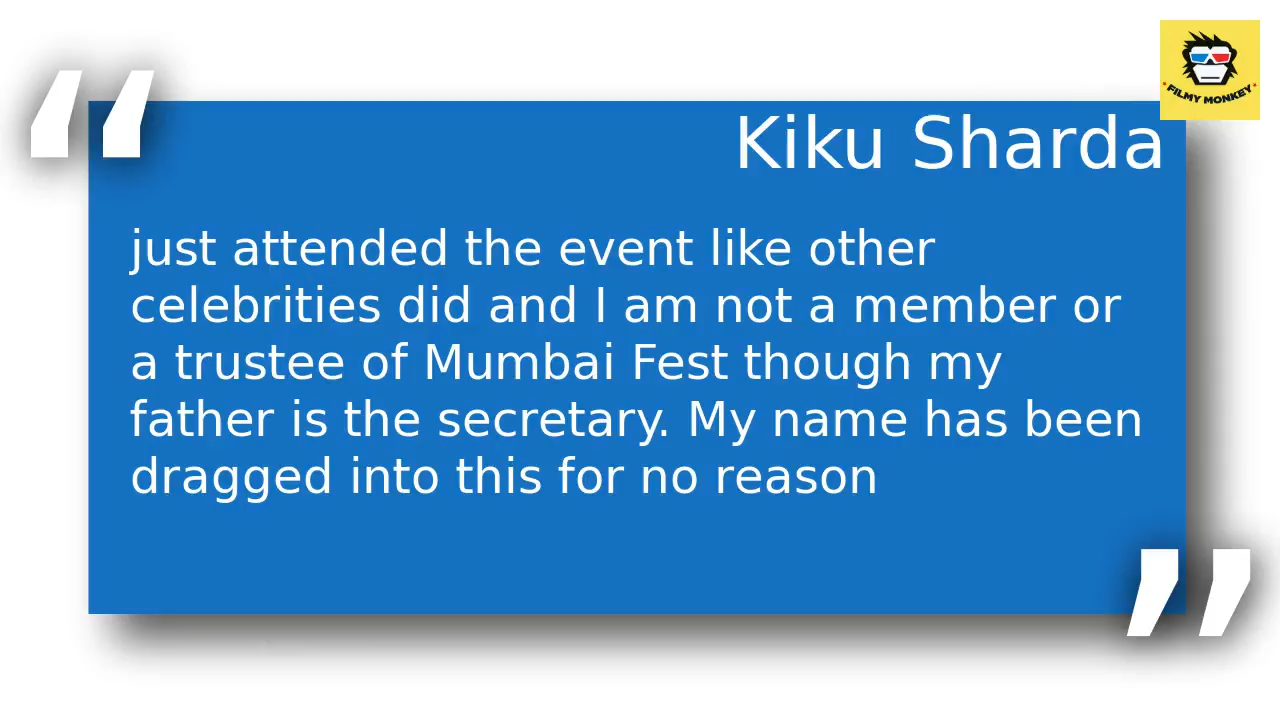 FILMY MONKEY
Kiku Sharda
just attended the event like other
celebrities did and I am not a member or
a trustee of Mumbai Fest though my
father is the secretary. My name has been
dragged into this for no reason